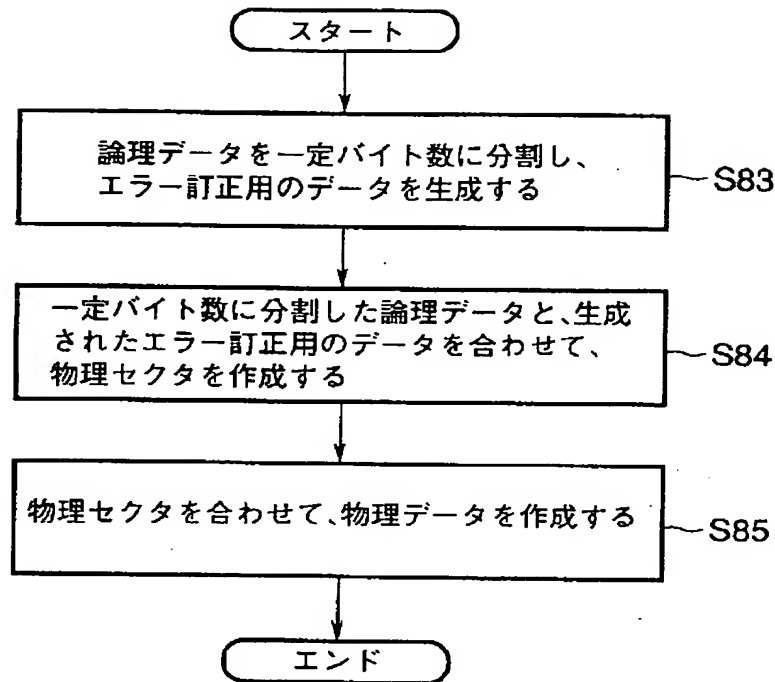 スタート
論理データを一定バイト数に分割し、
エラー訂正用のデータを生成する
S83
一定バイト数に分割した論理データと、生成
されたエラー訂正用のデータを合わせて、
物理セクタを作成する
S84
物理セクタを合わせて、物理データを作成する
S85
エンド